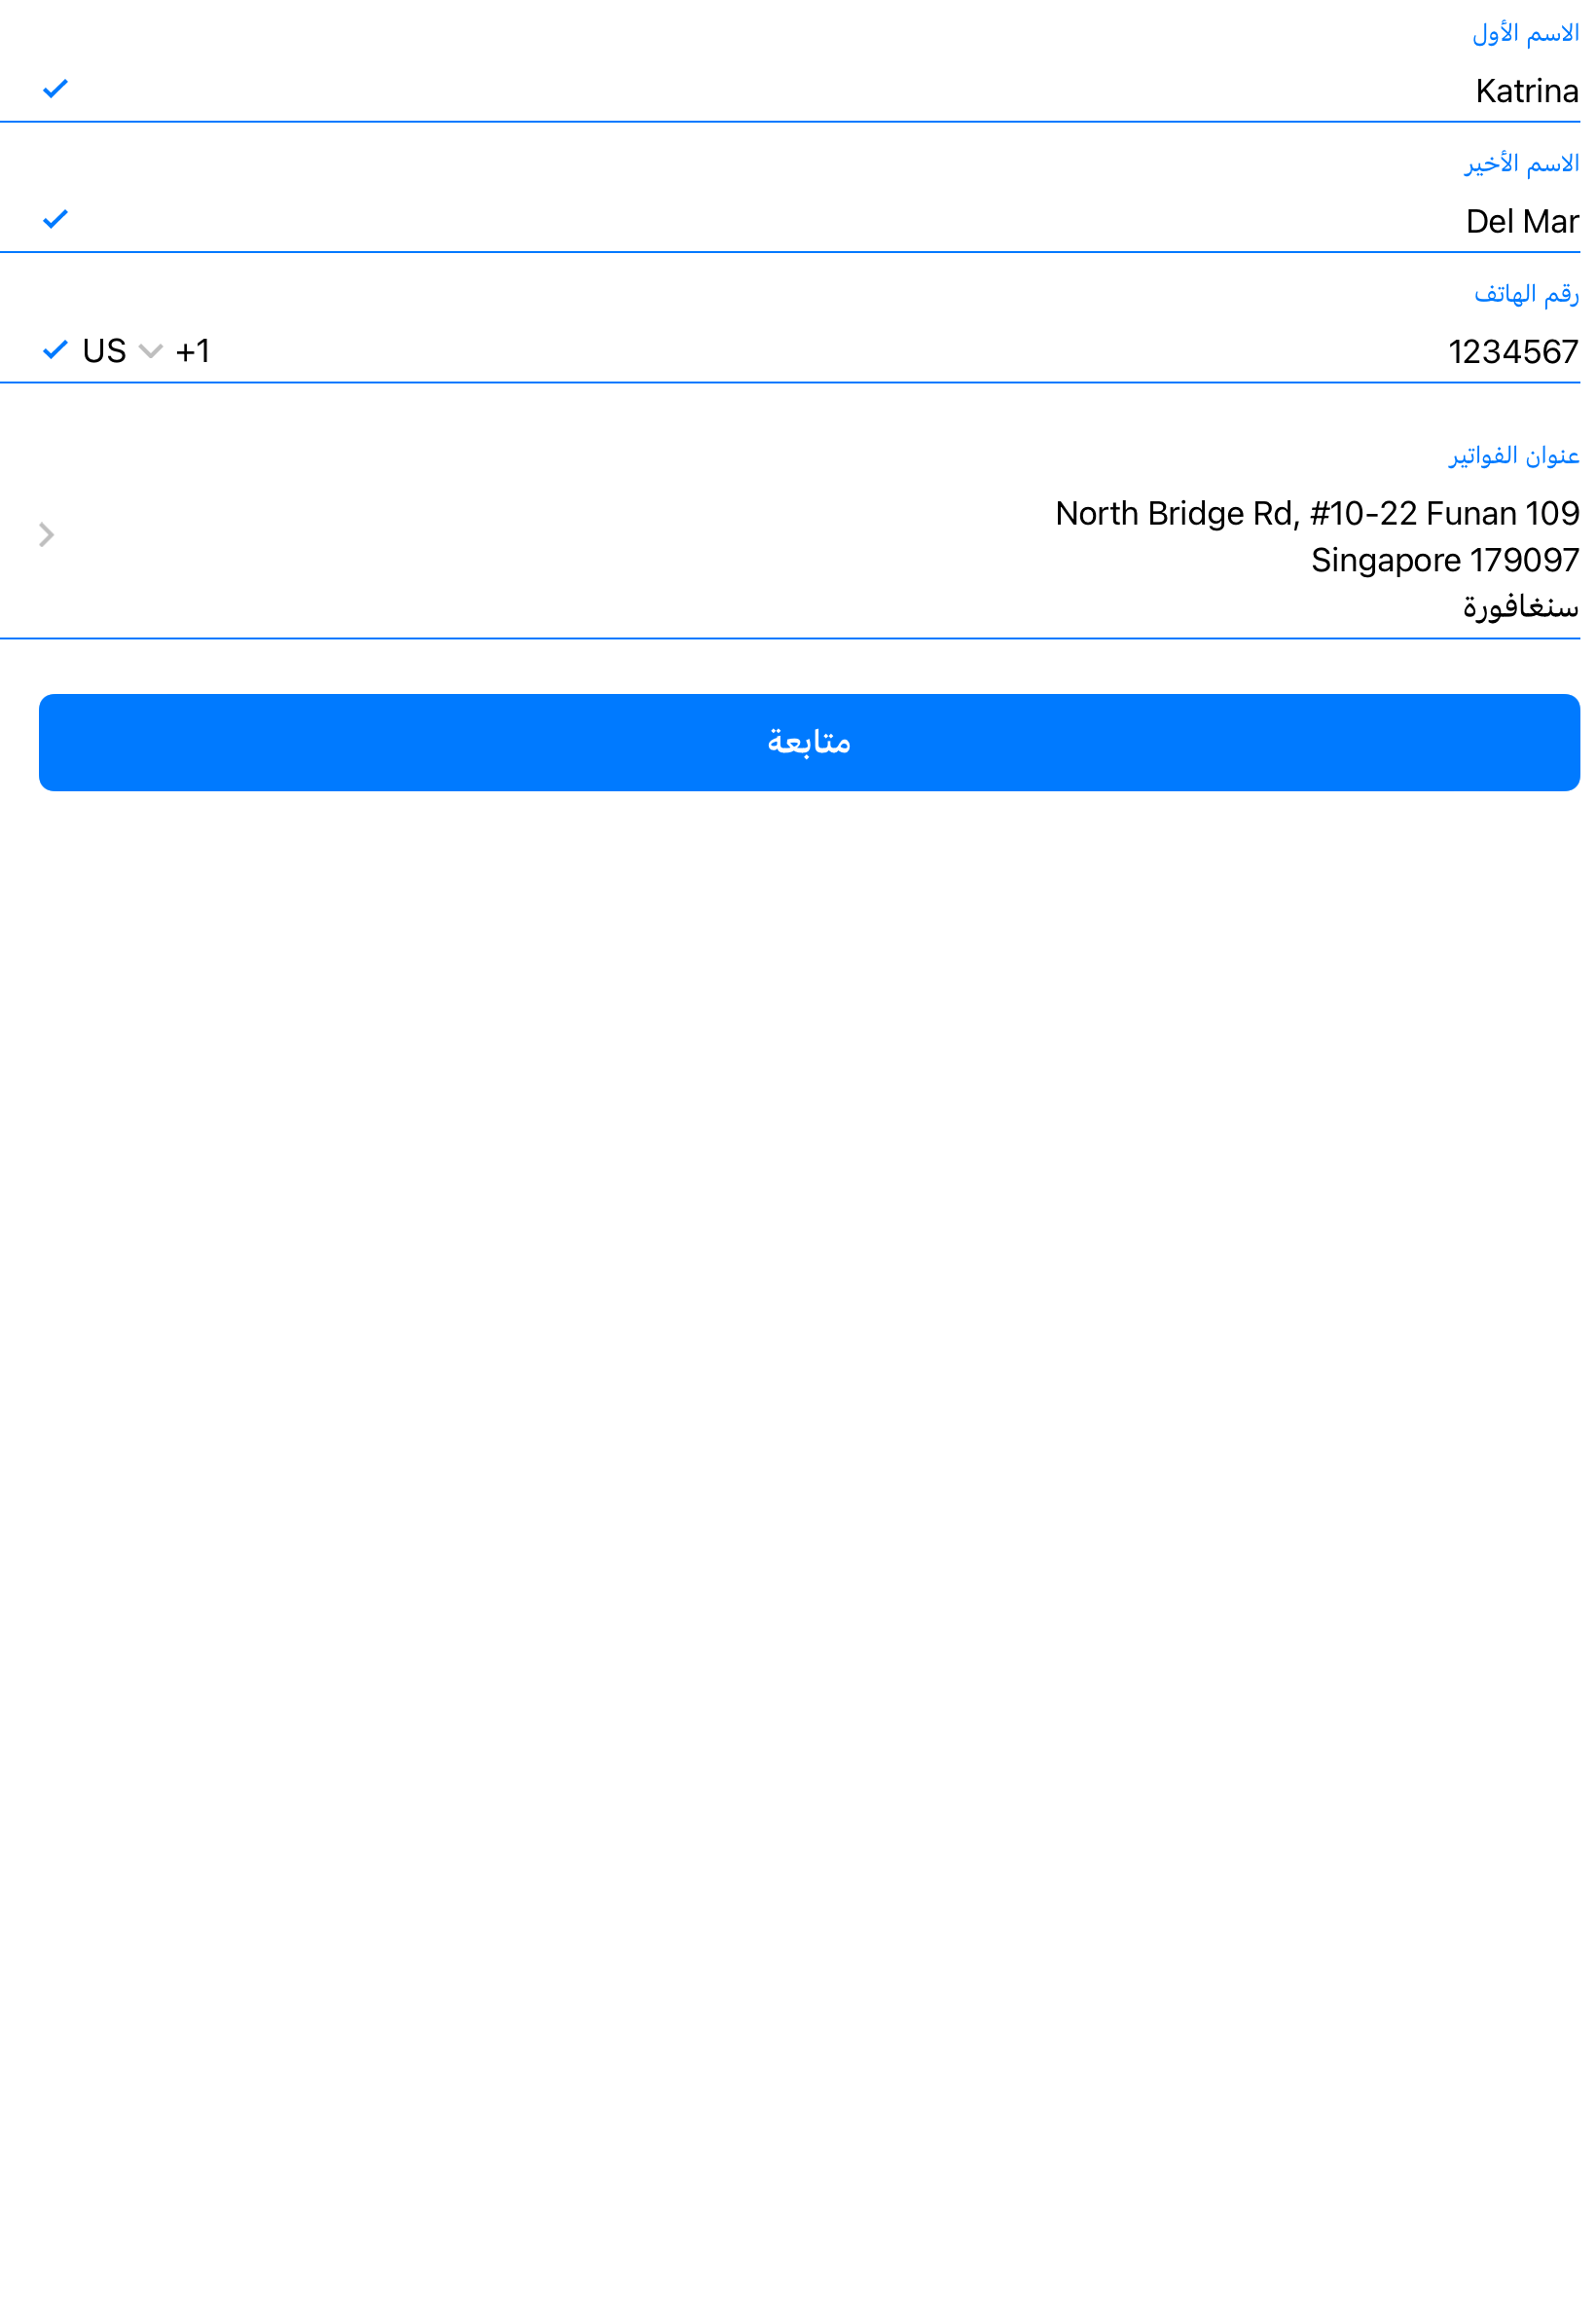 الاسم الأول
Katrina
الاسم الأخير
Del Mar
رقم الهاتف
1234567
US +1
عنوان الفواتير
North Bridge Rd, #10-22 Funan 109
Singapore 179097
سنغافورة
متابعة